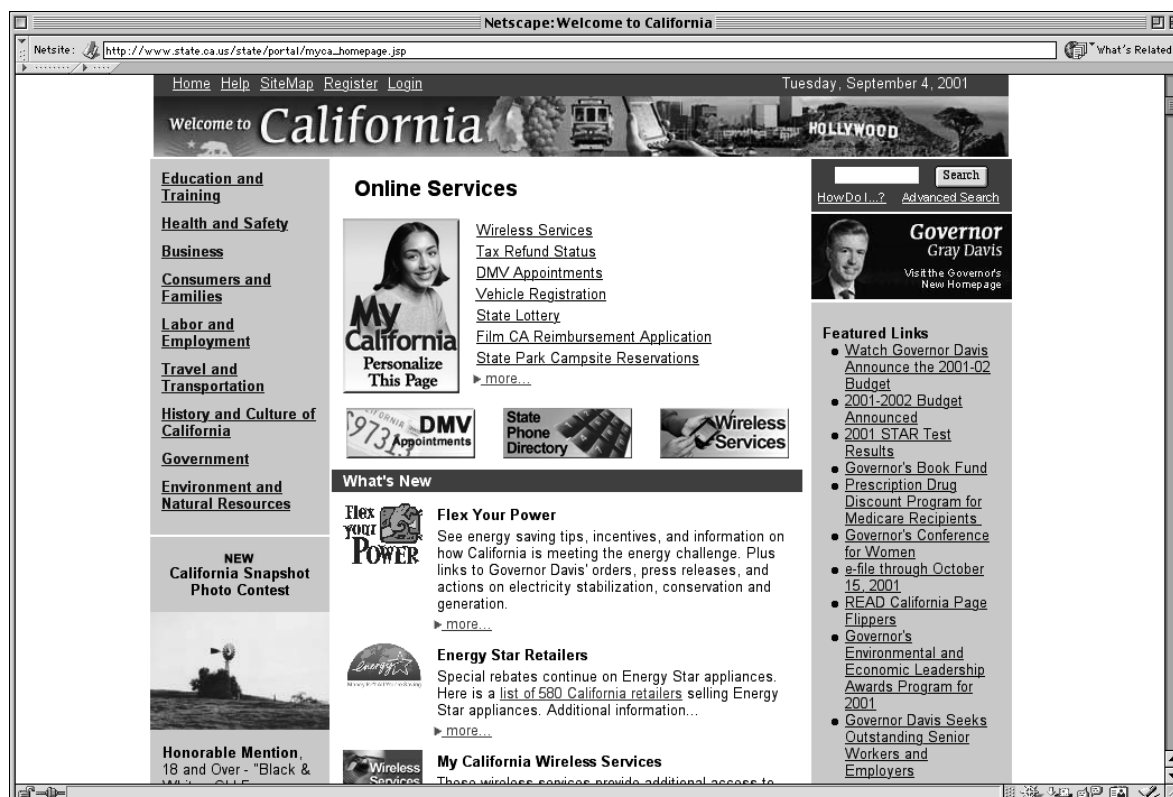 Netscape: Welcome to California
Netsite:
http://www.state.ca.us/state/portal/myca_homepage.jsp
What's Related
Home Help SiteMap Register Login
Tuesday, September 4, 2001
Welcome to California
HOLLYWOOD
Education and
Training
Health and Safety
Business
Consumers and
Families
Labor and
Employment
Travel and
Transportation
History and Culture of
California
Government
Environment and
Natural Resources
NEW
California Snapshot
Photo Contest
Honorable Mention,
18 and Over - "Black &
Online Services
My
California
Personalize
This Page
Wireless Services
Tax Refund Status
DMV Appointments
Vehicle Registration
State Lottery
Film CA Reimbursement Application
State Park Campsite Reservations
more...
DMV
Appointments
State
Phone
Directory
Wireless
Services
What's New
Flex
your
POWER
Flex Your Power
See energy saving tips, incentives, and information on
how California is meeting the energy challenge. Plus
links to Governor Davis' orders, press releases, and
actions on electricity stabilization, conservation and
generation.
more...
energy
Energy Star Retailers
Special rebates continue on Energy Star appliances.
Here is a list of 580 California retailers selling Energy
Star appliances. Additional information...
more...
Wireless
Services
My California Wireless Services
These wireless services provide additional access to
Search
How Do I...? Advanced Search
Governor
Gray Davis
Visit the Governor's
New Homepage
Featured Links
Watch Governor Davis
Announce the 2001-02
Budget
2001-2002 Budget
Announced
2001 STAR Test
Results
Governor's Book Fund
Prescription Drug
Discount Program for
Medicare Recipients
Governor's Conference
for Women
e-file through October
15, 2001
READ California Page
Flippers
Governor's
Environmental and
Economic Leadership
Awards Program for
2001
Governor Davis Seeks
Outstanding Senior
Workers and
Employers